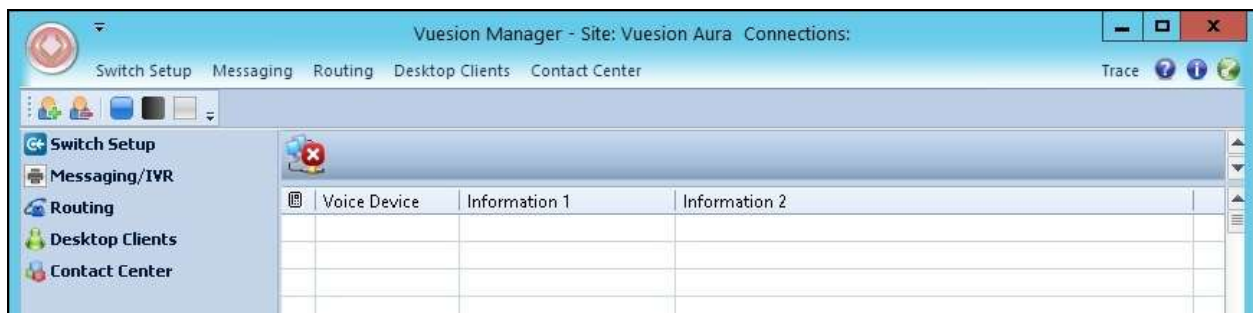 Vuesion Manager - Site: Vuesion Aura Connections:
Switch Setup Messaging Routing Desktop Clients Contact Center Trace
Switch Setup
Messaging/IVR
Routing
Desktop Clients
Contact Center
Voice Device Information 1 Information 2